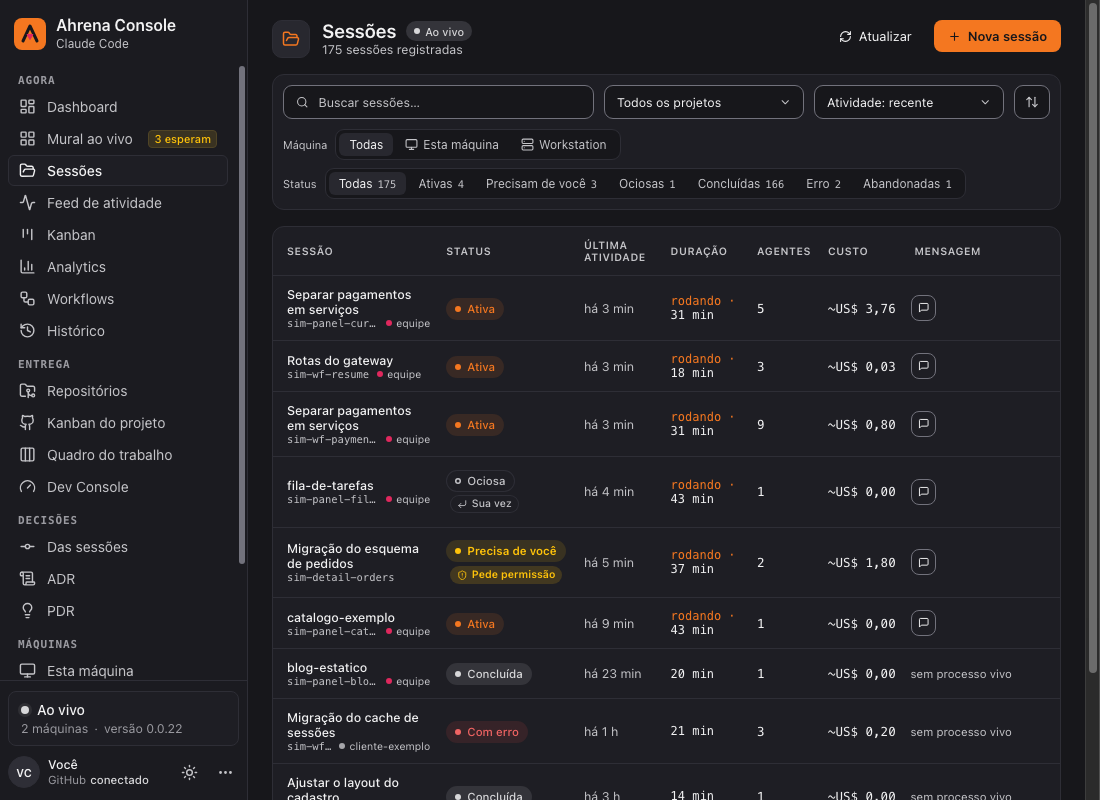 Ahrena Console
Claude Code
AGORA
Dashboard
Mural ao vivo 3 esperam
Sessões
Feed de atividade
Kanban
Analytics
Workflows
Histórico
ENTREGA
Repositórios
Kanban do projeto
Quadro do trabalho
Dev Console
DECISÕES
Das sessões
ADR
PDR
MÁQUINAS
Esta máquina
Ao vivo
2 máquinas · versão 0.0.22
VC
Você
GitHub conectado
Sessões Ao vivo
175 sessões registradas
Atualizar
Nova sessão
Buscar sessões…
Todos os projetos
Atividade: recente
Máquina Todas Esta máquina Workstation
Status Todas 175 Ativas 4 Precisam de você 3 Ociosas 1 Concluídas 166 Erro 2 Abandonadas 1
SESSÃO STATUS ÚLTIMA ATIVIDADE DURAÇÃO AGENTES CUSTO MENSAGEM
Separar pagamentos
em serviços
sim-panel-cur… equipe
Ativa
há 3 min
rodando ·
31 min
5
~US$ 3,76
Rotas do gateway
sim-wf-resume equipe
Ativa
há 3 min
rodando ·
18 min
3
~US$ 0,03
Separar pagamentos
em serviços
sim-wf-paymen… equipe
Ativa
há 3 min
rodando ·
31 min
9
~US$ 0,80
fila-de-tarefas
sim-panel-fil… equipe
Ociosa
Sua vez
há 4 min
rodando ·
43 min
1
~US$ 0,00
Migração do esquema
de pedidos
sim-detail-orders
Precisa de você
Pede permissão
há 5 min
rodando ·
37 min
2
~US$ 1,80
catalogo-exemplo
sim-panel-cat… equipe
Ativa
há 9 min
rodando ·
43 min
1
~US$ 0,00
blog-estatico
sim-panel-blo… equipe
Concluída
há 23 min
20 min
1
~US$ 0,00
sem processo vivo
Migração do cache de
sessões
sim-wf… cliente-exemplo
Com erro
há 1 h
21 min
3
~US$ 0,20
sem processo vivo
Ajustar o layout do
cadastro
Concluída
há 3 h
14 min
1
~US$ 0,00
sem processo vivo